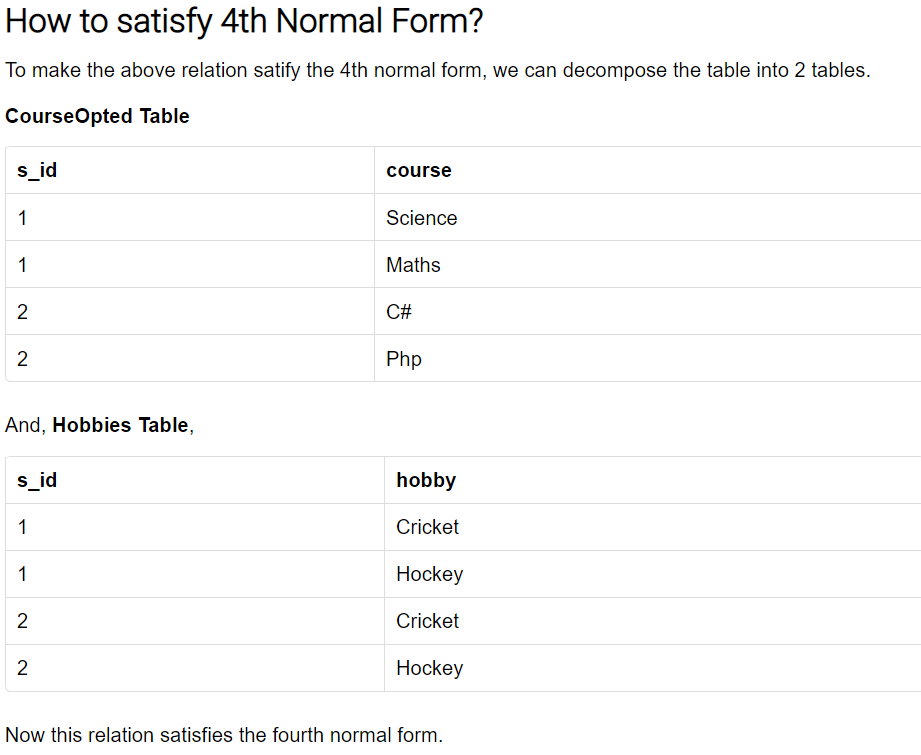 How to satisfy 4th Normal Form?
To make the above relation satify the 4th normal form, we can decompose the table into 2 tables.
CourseOpted Table
s_id course
1 Science
1 Maths
2 C#
2 Php
And, Hobbies Table,
s_id hobby
1 Cricket
1 Hockey
2 Cricket
2 Hockey
Now this relation satisfies the fourth normal form.